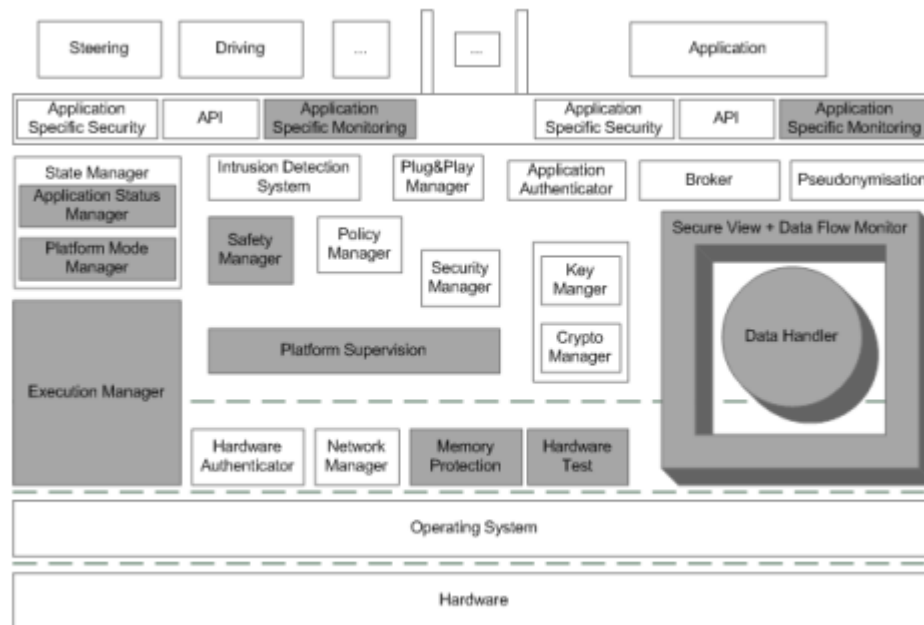 Steering
Driving
...
...
Application
Application
Specific Security
API
Application
Specific Monitoring
Application
Specific Security
API
Application
Specific Monitoring
State Manager
Application Status
Manager
Platform Mode
Manager
Intrusion Detection
System
Plug&Play
Manager
Application
Authenticator
Broker
Pseudonymisation
Safety
Manager
Policy
Manager
Security
Manager
Key
Manger
Crypto
Manager
Secure View + Data Flow Monitor
Data Handler
Platform Supervision
Execution Manager
Hardware
Authenticator
Network
Manager
Memory
Protection
Hardware
Test
Operating System
Hardware